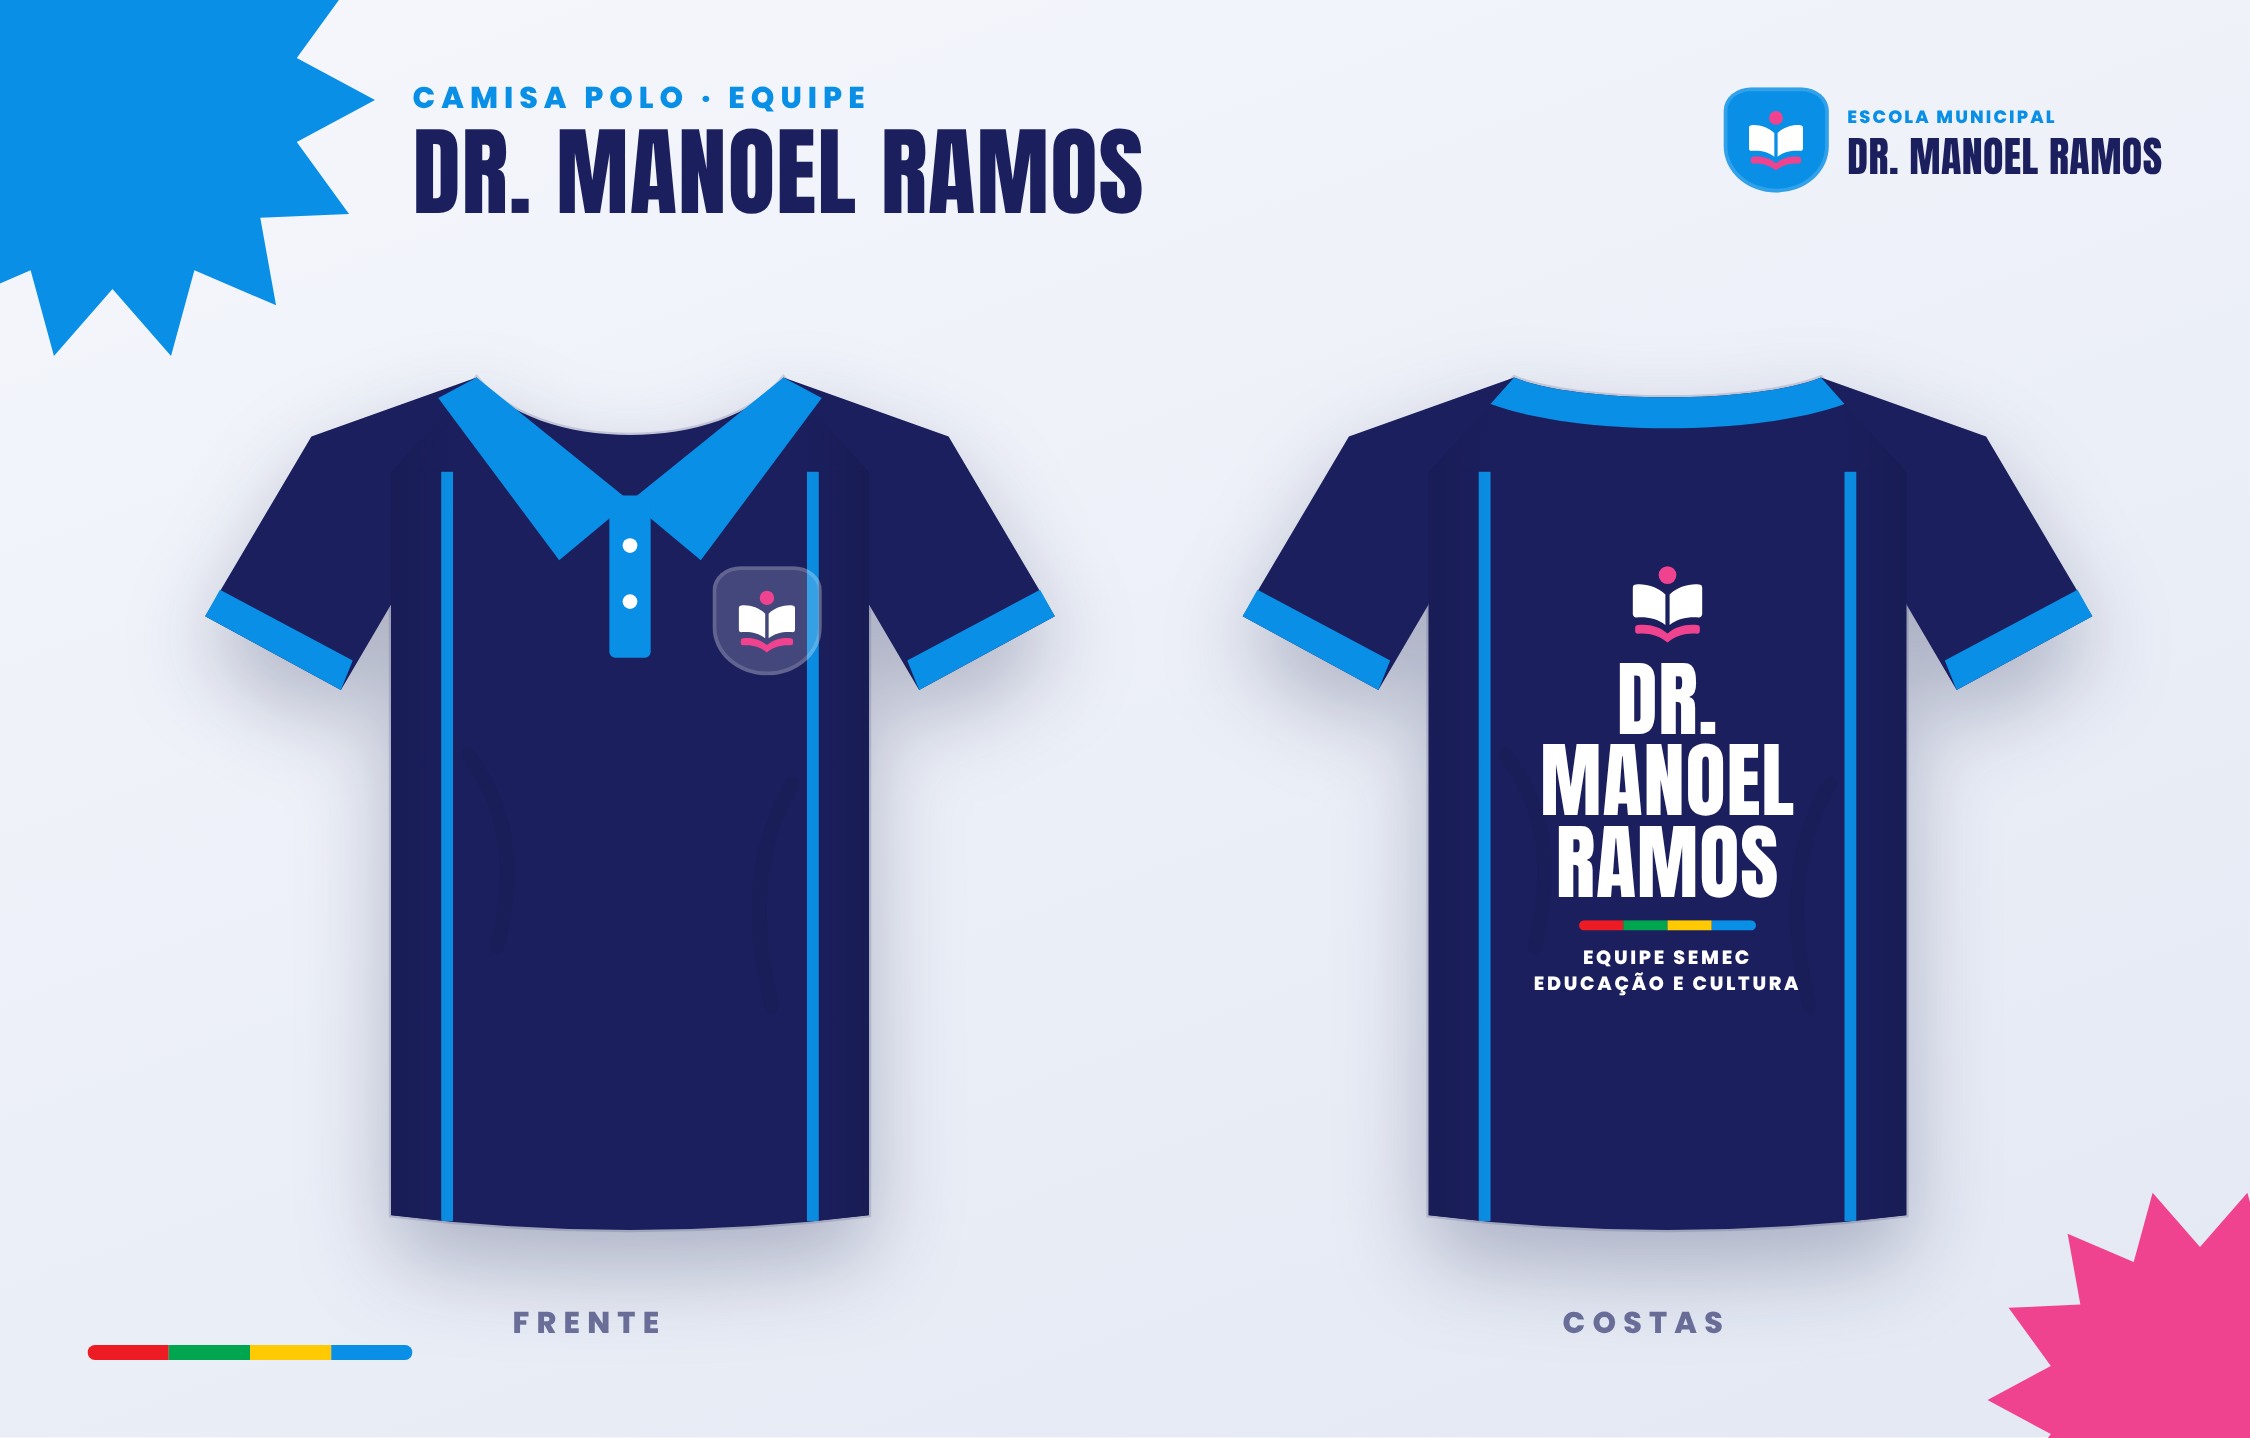 CAMISA POLO · EQUIPE
DR. MANOEL RAMOS
ESCOLA MUNICIPAL
DR. MANOEL RAMOS
DR.
MANOEL
RAMOS
EQUIPE SEMEC
EDUCAÇÃO E CULTURA
FRENTE
COSTAS